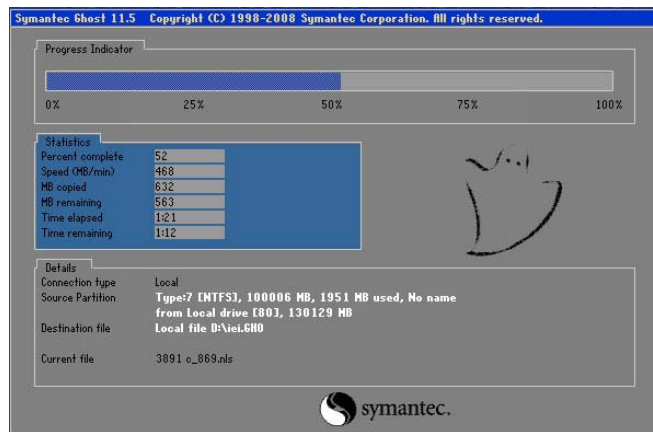 Symantec Ghost 11.5 Copyright (C) 1998-2008 Symantec Corporation. All rights reserved.
Progress Indicator
0% 25% 50% 75% 100%
Statistics
Percent complete 52
Speed (MB/min) 468
MB copied 632
MB remaining 563
Time elapsed 1:21
Time remaining 1:12
Details
Connection type Local
Source Partition Type:7 [NTFS], 100006 MB, 1951 MB used, No name
from Local drive [80], 130129 MB
Destination file Local file D:\iei.GHO
Current file 3891 c_869.nls
symantec.